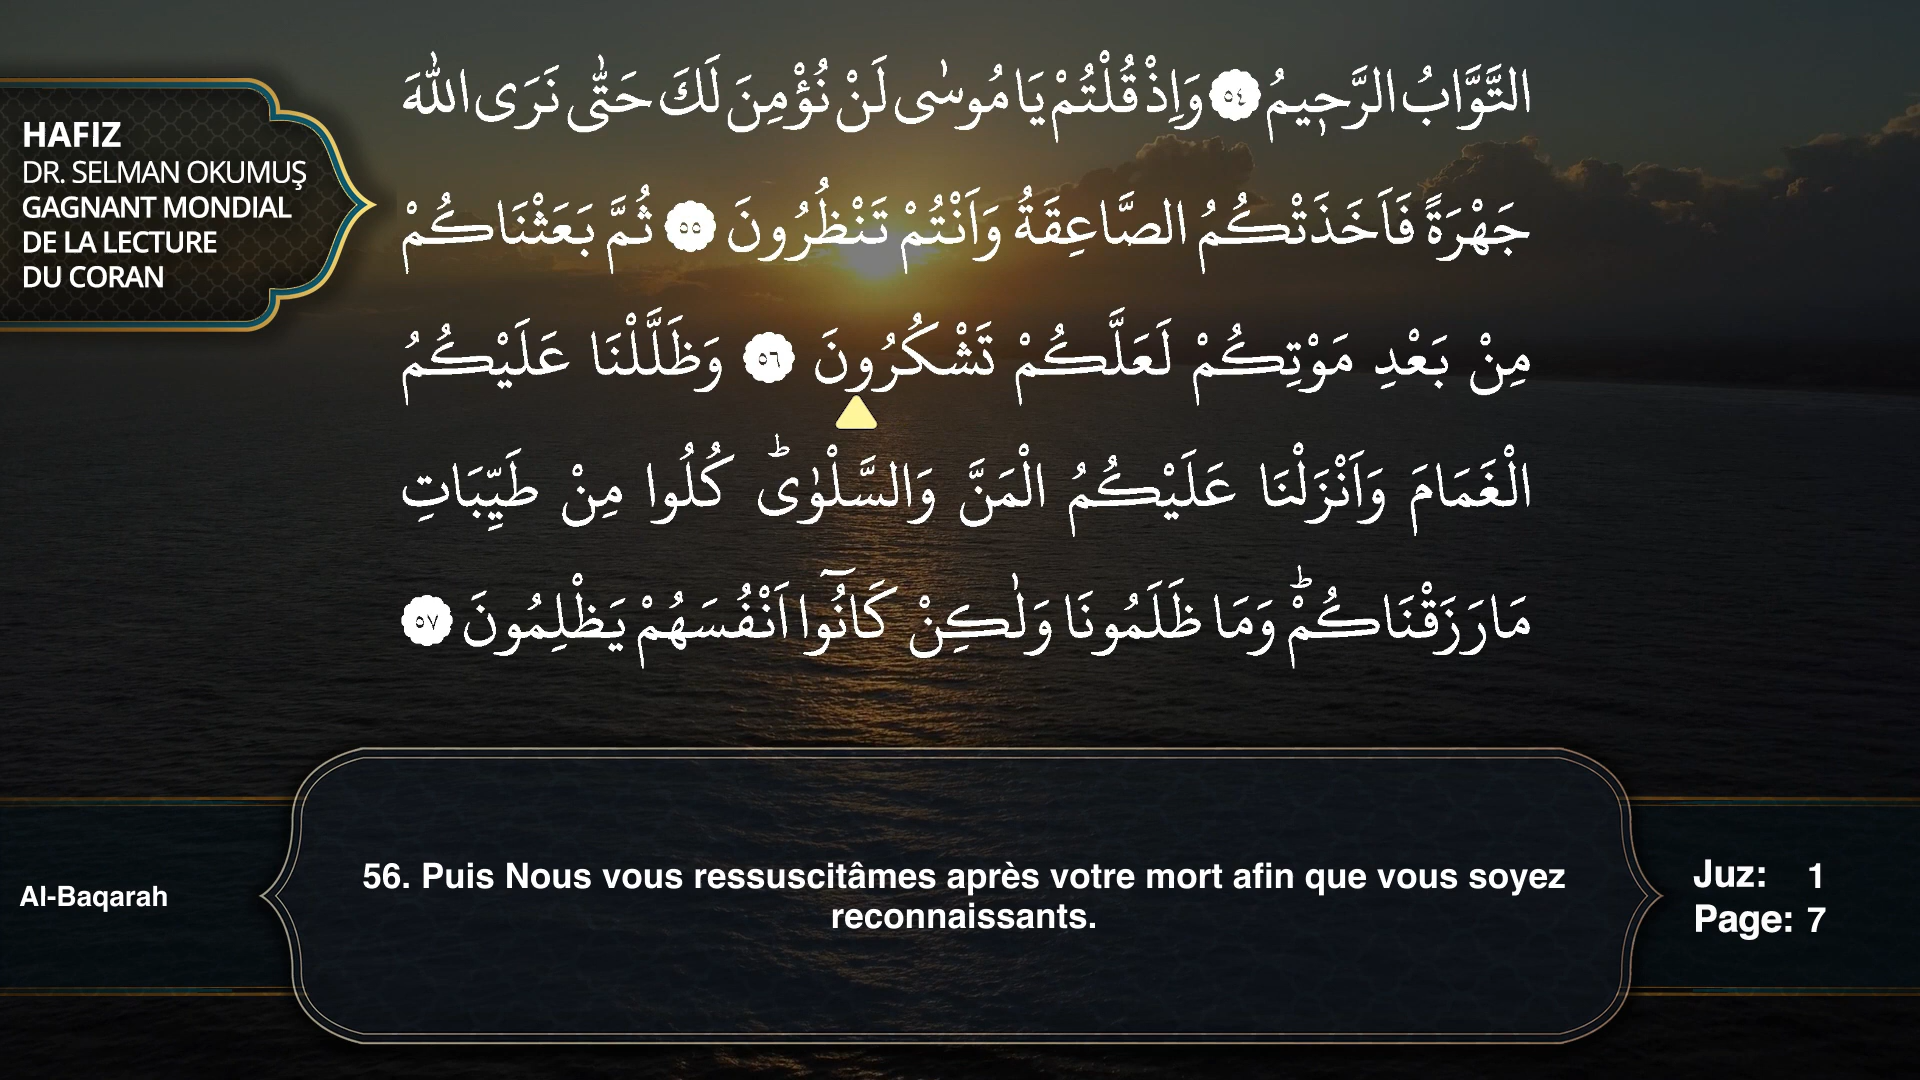 HAFIZ
DR. SELMAN OKUMUŞ
GAGNANT MONDIAL
DE LA LECTURE
DU CORAN
التَّوَّابُ الرَّحٖيمُ ٥٤ وَاِذْ قُلْتُمْ يَا مُوسٰى لَنْ نُؤْمِنَ لَكَ حَتّٰى نَرَى اللّٰهَ
جَهْرَةً فَاَخَذَتْكُمُ الصَّاعِقَةُ وَاَنْتُمْ تَنْظُرُونَ ٥٥ ثُمَّ بَعَثْنَاكُمْ
مِنْ بَعْدِ مَوْتِكُمْ لَعَلَّكُمْ تَشْكُرُونَ ٥٦ وَظَلَّلْنَا عَلَيْكُمُ
الْغَمَامَ وَاَنْزَلْنَا عَلَيْكُمُ الْمَنَّ وَالسَّلْوٰىؕ كُلُوا مِنْ طَيِّبَاتِ
مَا رَزَقْنَاكُمْؕ وَمَا ظَلَمُونَا وَلٰكِنْ كَانُٓوا اَنْفُسَهُمْ يَظْلِمُونَ ٥٧
Al-Baqarah
56. Puis Nous vous ressuscitâmes après votre mort afin que vous soyez
reconnaissants.
Juz: 1
Page: 7